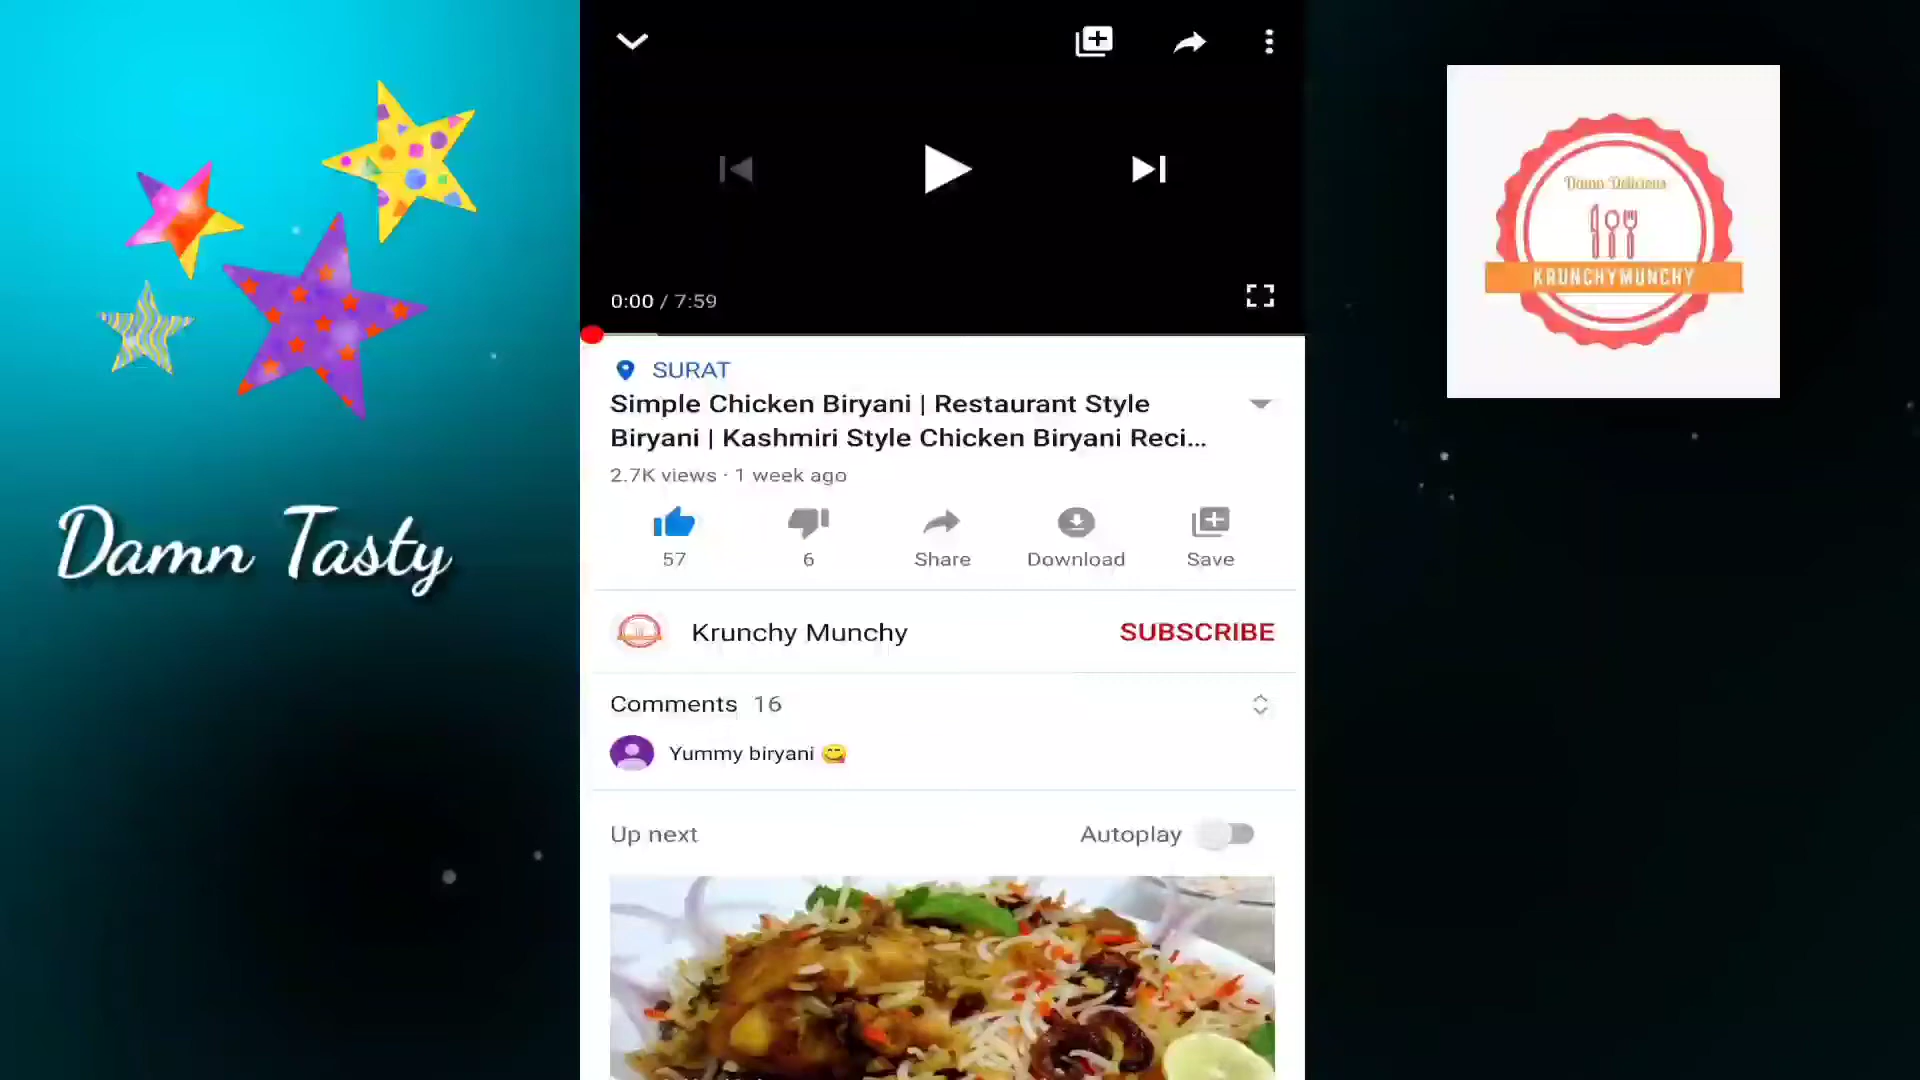 Damn Tasty
0:00 / 7:59
SURAT
Simple Chicken Biryani | Restaurant Style
Biryani | Kashmiri Style Chicken Biryani Reci...
2.7K views · 1 week ago
57
6
Share
Download
Save
Krunchy Munchy
SUBSCRIBE
Comments 16
Yummy biryani 😋
Up next
Autoplay
Damn Delicious
KRUNCHYMUNCHY